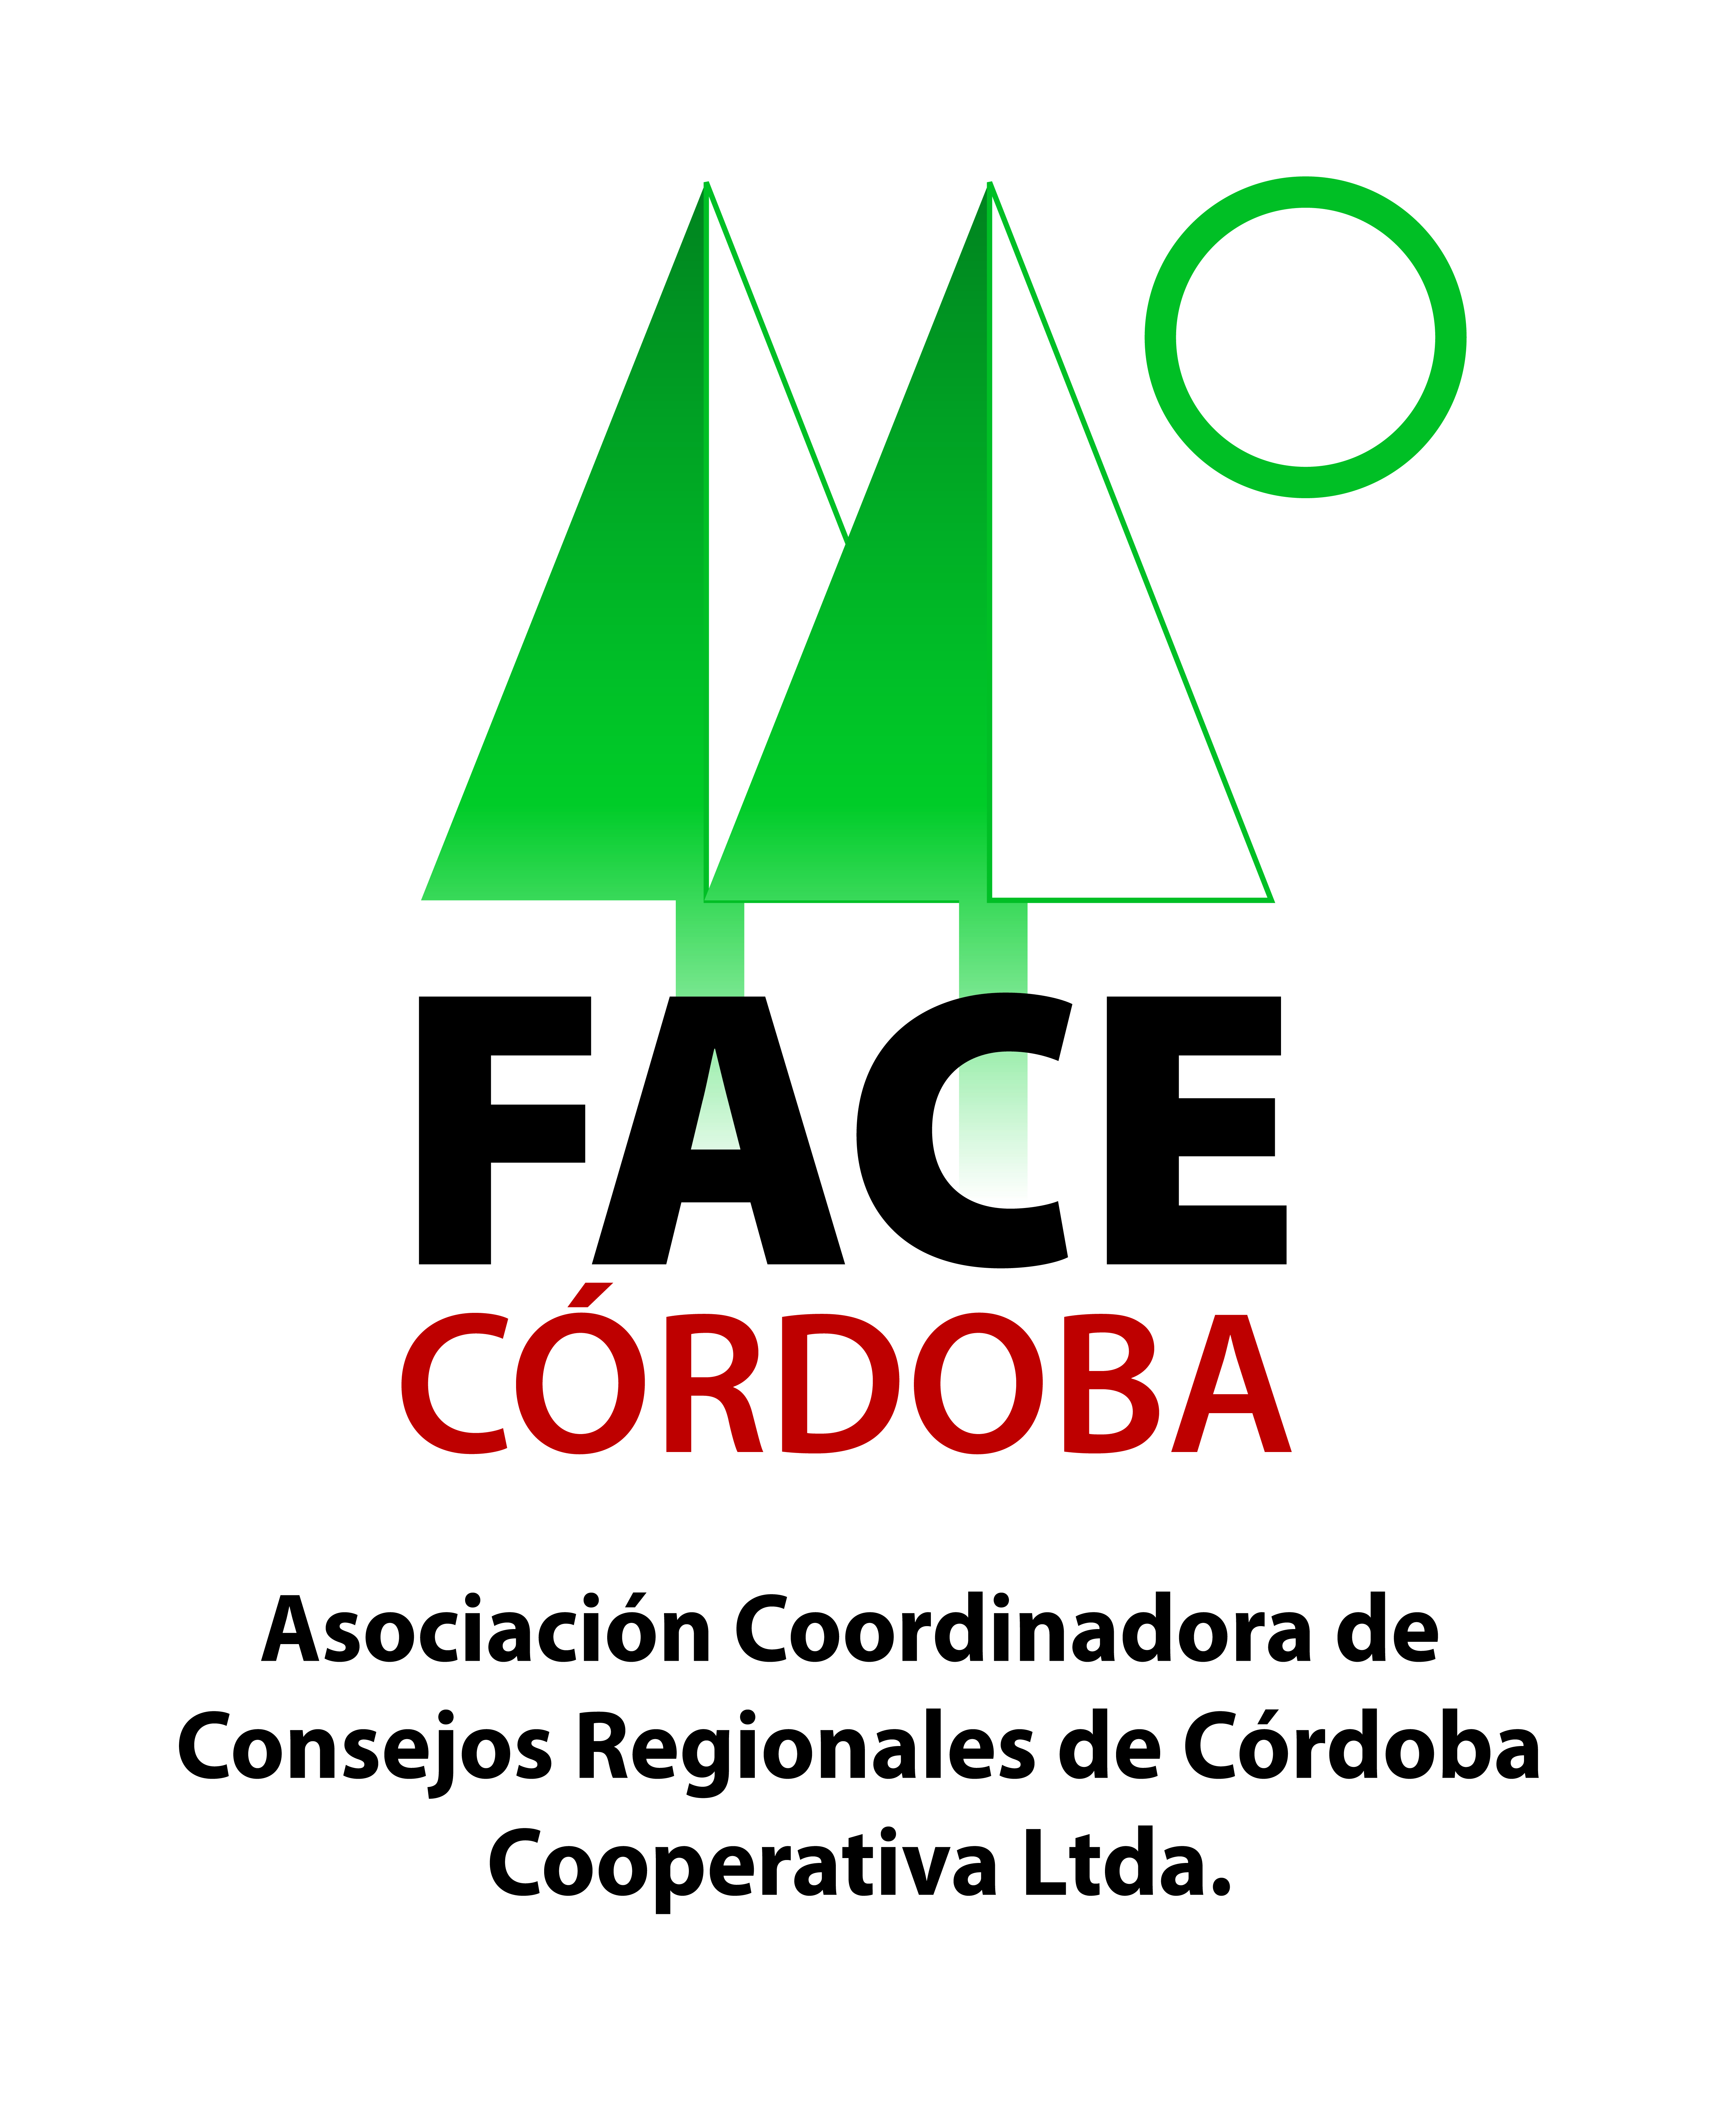 FACE
CÓRDOBA
Asociación Coordinadora de
Consejos Regionales de Córdoba
Cooperativa Ltda.